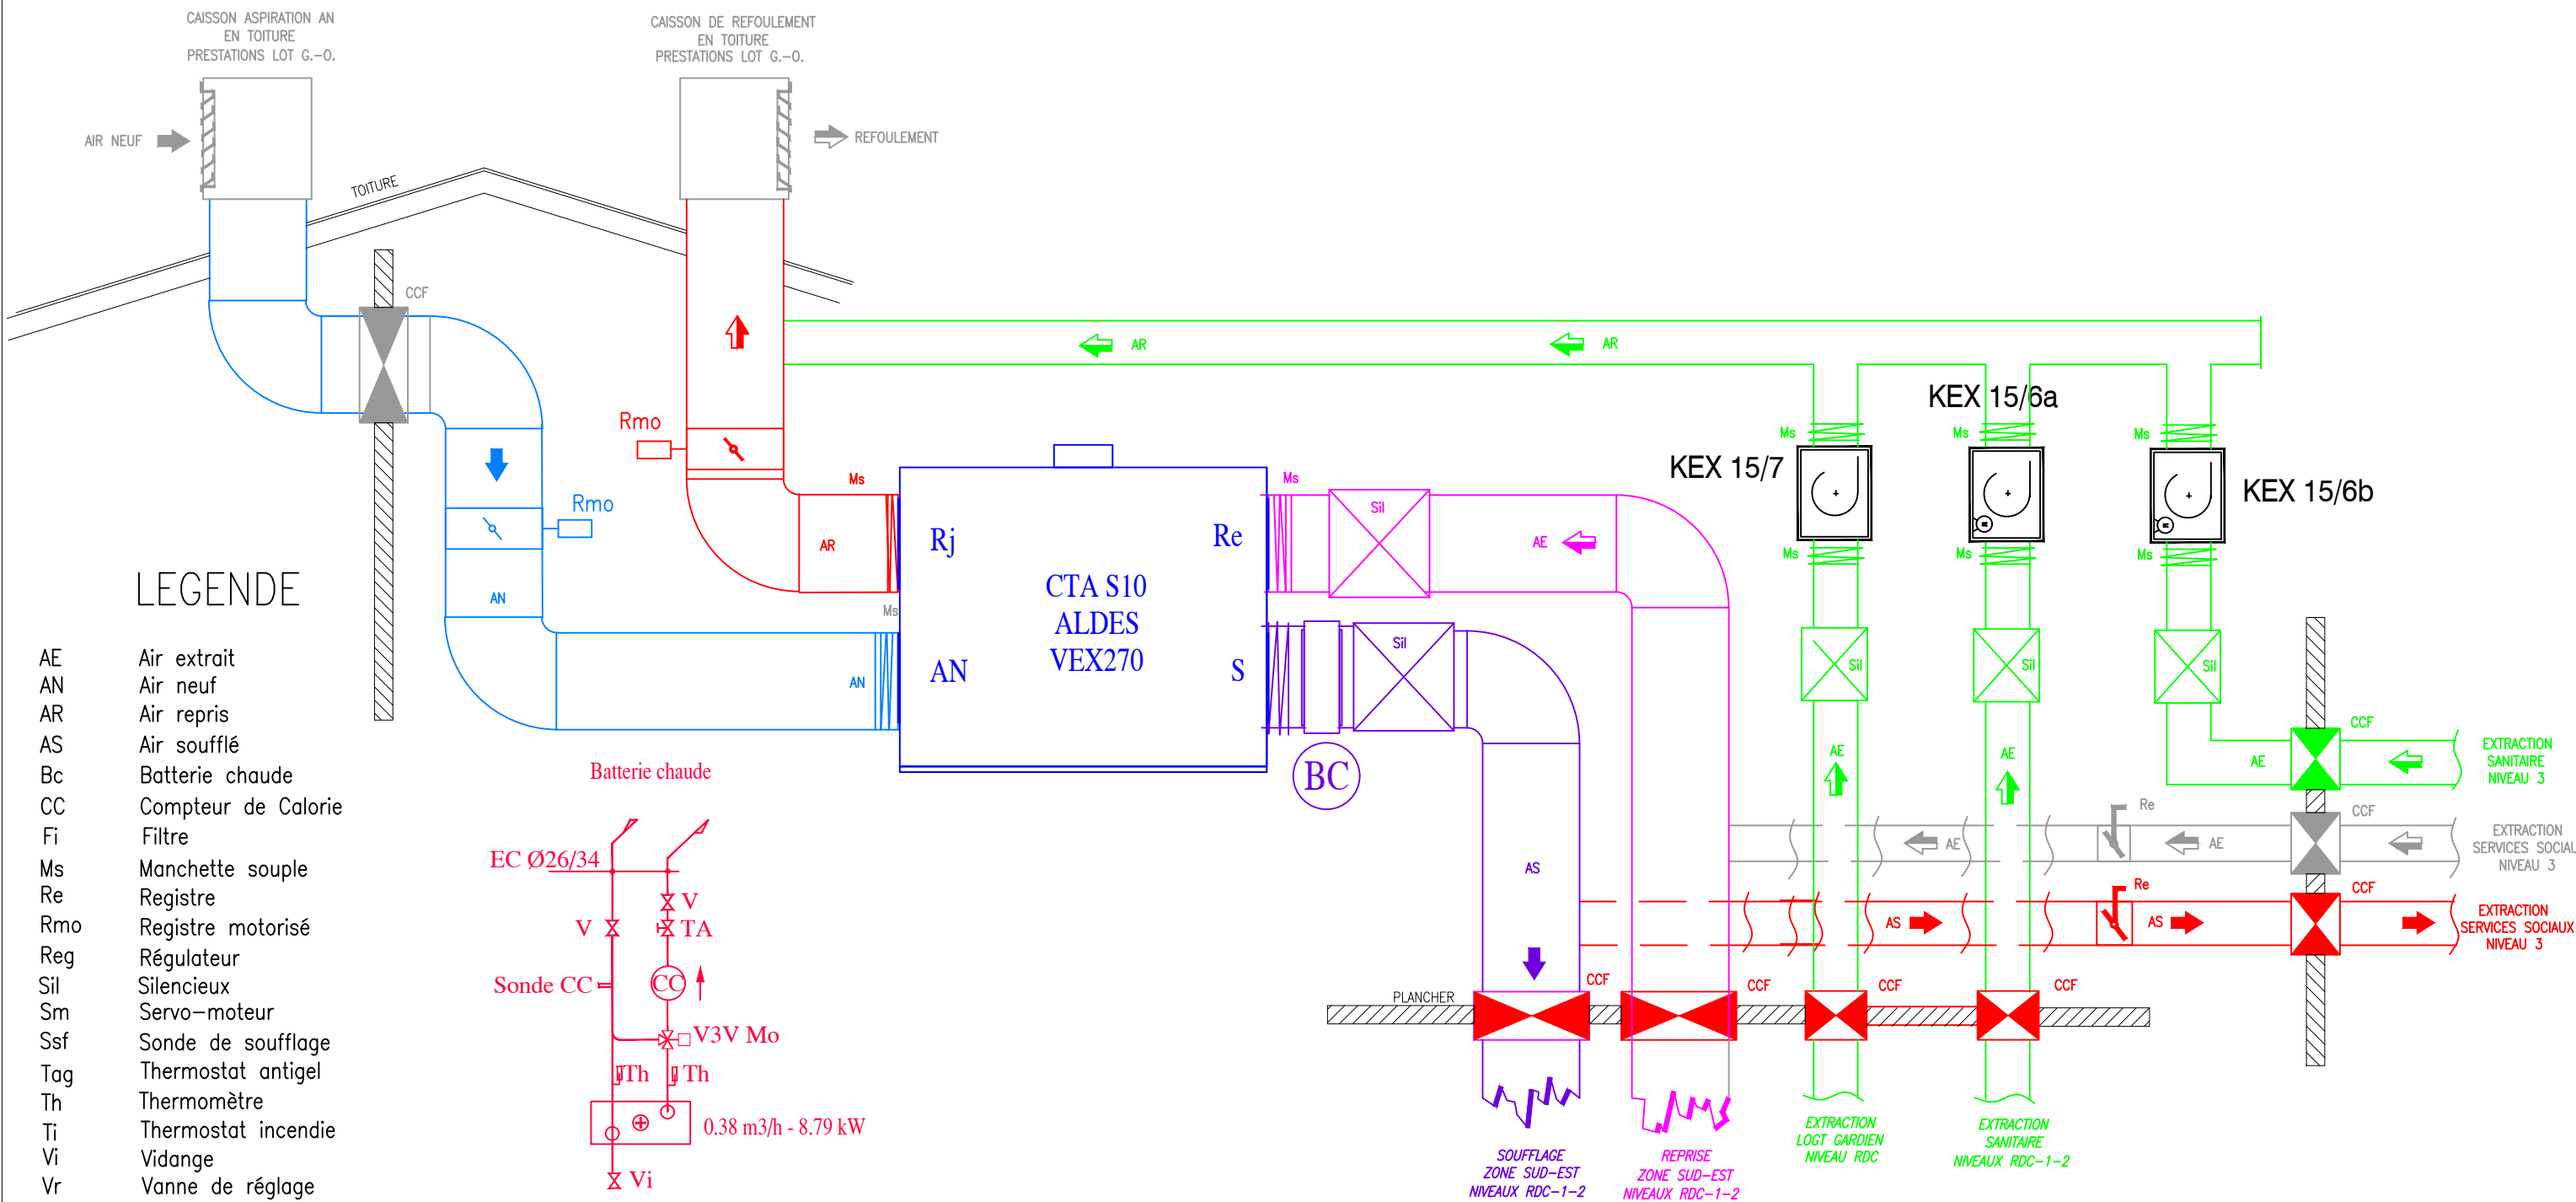 CAISSON ASPIRATION AN
EN TOITURE
PRESTATIONS LOT G.-O.
CAISSON DE REFOULEMENT
EN TOITURE
PRESTATIONS LOT G.-O.
AIR NEUF
REFOULEMENT
TOITURE
CCF
AR
AR
KEX 15/6a
Rmo
Ms
Ms
Ms
KEX 15/7
KEX 15/6b
Ms
Ms
Sil
Rmo
Rj
Re
AR
AE
Ms
Ms
Ms
CTA S10
ALDES
VEX270
LEGENDE
AN
Ms
Sil
AN
S
AN
Sil
Sil
Sil
AE Air extrait
AN Air neuf
AR Air repris
AS Air soufflé
Bc Batterie chaude
CC Compteur de Calorie
Fi Filtre
Ms Manchette souple
Re Registre
Rmo Registre motorisé
Reg Régulateur
Sil Silencieux
Sm Servo-moteur
Ssf Sonde de soufflage
Tag Thermostat antigel
Th Thermomètre
Ti Thermostat incendie
Vi Vidange
Vr Vanne de réglage
Batterie chaude
BC
EC Ø26/34
V
V
TA
Sonde CC
CC
V3V Mo
Th
Th
0.38 m3/h - 8.79 kW
Vi
AE
AE
AE
CCF
EXTRACTION
SANITAIRE
NIVEAU 3
Re
CCF
AE
AE
EXTRACTION
SERVICES SOCIAU
NIVEAU 3
AS
Re
CCF
AS
AS
EXTRACTION
SERVICES SOCIAUX
NIVEAU 3
PLANCHER
CCF
CCF
CCF
CCF
SOUFFLAGE
ZONE SUD-EST
NIVEAUX RDC-1-2
REPRISE
ZONE SUD-EST
NIVEAUX RDC-1-2
EXTRACTION
LOGT GARDIEN
NIVEAU RDC
EXTRACTION
SANITAIRE
NIVEAUX RDC-1-2